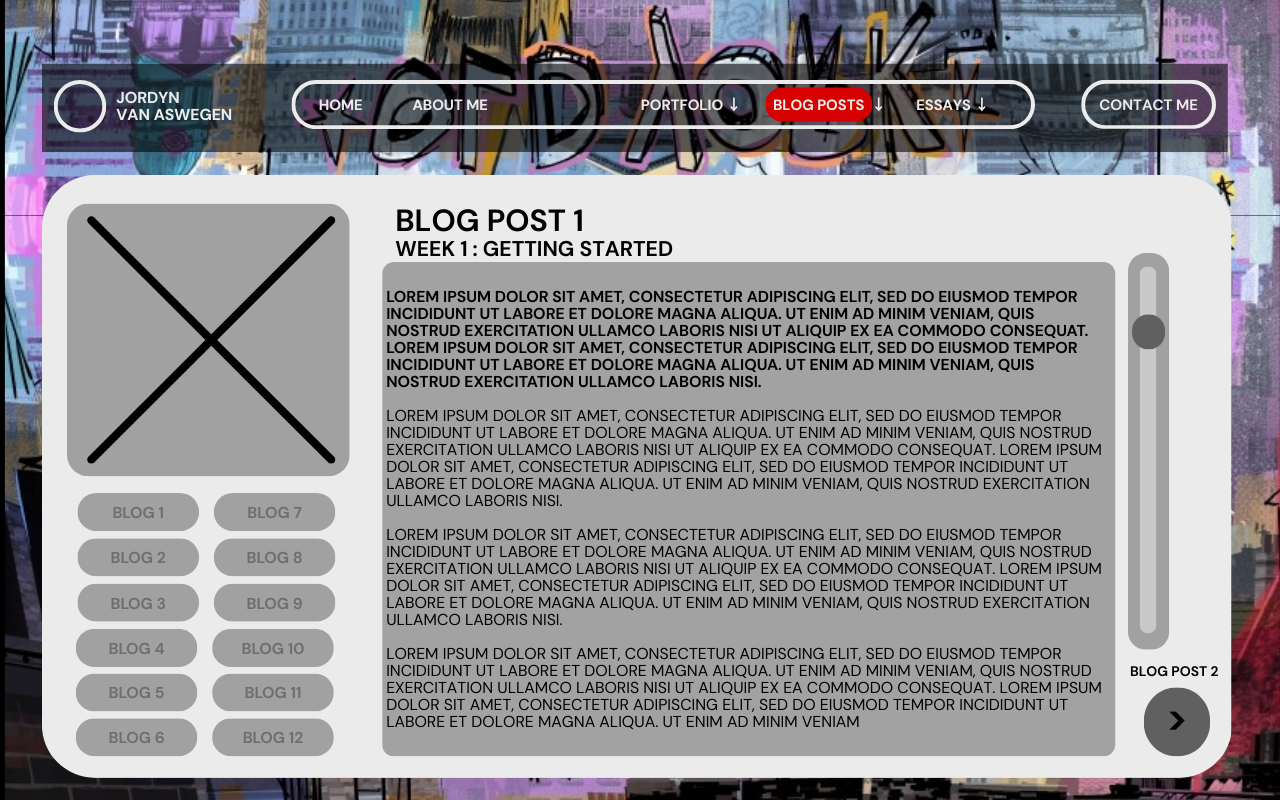 JORDYN
VAN ASWEGEN
HOME
ABOUT ME
PORTFOLIO ↓
BLOG POSTS ↓
ESSAYS ↓
CONTACT ME
BLOG POST 1
WEEK 1 : GETTING STARTED
LOREM IPSUM DOLOR SIT AMET, CONSECTETUR ADIPISCING ELIT, SED DO EIUSMOD TEMPOR
INCIDIDUNT UT LABORE ET DOLORE MAGNA ALIQUA. UT ENIM AD MINIM VENIAM, QUIS
NOSTRUD EXERCITATION ULLAMCO LABORIS NISI UT ALIQUIP EX EA COMMODO CONSEQUAT.
LOREM IPSUM DOLOR SIT AMET, CONSECTETUR ADIPISCING ELIT, SED DO EIUSMOD TEMPOR
INCIDIDUNT UT LABORE ET DOLORE MAGNA ALIQUA. UT ENIM AD MINIM VENIAM, QUIS
NOSTRUD EXERCITATION ULLAMCO LABORIS NISI.
LOREM IPSUM DOLOR SIT AMET, CONSECTETUR ADIPISCING ELIT, SED DO EIUSMOD TEMPOR
INCIDIDUNT UT LABORE ET DOLORE MAGNA ALIQUA. UT ENIM AD MINIM VENIAM, QUIS NOSTRUD
EXERCITATION ULLAMCO LABORIS NISI UT ALIQUIP EX EA COMMODO CONSEQUAT. LOREM IPSUM
DOLOR SIT AMET, CONSECTETUR ADIPISCING ELIT, SED DO EIUSMOD TEMPOR INCIDIDUNT UT
LABORE ET DOLORE MAGNA ALIQUA. UT ENIM AD MINIM VENIAM, QUIS NOSTRUD EXERCITATION
ULLAMCO LABORIS NISI.
LOREM IPSUM DOLOR SIT AMET, CONSECTETUR ADIPISCING ELIT, SED DO EIUSMOD TEMPOR
INCIDIDUNT UT LABORE ET DOLORE MAGNA ALIQUA. UT ENIM AD MINIM VENIAM, QUIS NOSTRUD
EXERCITATION ULLAMCO LABORIS NISI UT ALIQUIP EX EA COMMODO CONSEQUAT. LOREM IPSUM
DOLOR SIT AMET, CONSECTETUR ADIPISCING ELIT, SED DO EIUSMOD TEMPOR INCIDIDUNT UT
LABORE ET DOLORE MAGNA ALIQUA. UT ENIM AD MINIM VENIAM, QUIS NOSTRUD EXERCITATION
ULLAMCO LABORIS NISI.
LOREM IPSUM DOLOR SIT AMET, CONSECTETUR ADIPISCING ELIT, SED DO EIUSMOD TEMPOR
INCIDIDUNT UT LABORE ET DOLORE MAGNA ALIQUA. UT ENIM AD MINIM VENIAM, QUIS NOSTRUD
EXERCITATION ULLAMCO LABORIS NISI UT ALIQUIP EX EA COMMODO CONSEQUAT. LOREM IPSUM
DOLOR SIT AMET, CONSECTETUR ADIPISCING ELIT, SED DO EIUSMOD TEMPOR INCIDIDUNT UT
LABORE ET DOLORE MAGNA ALIQUA. UT ENIM AD MINIM VENIAM
BLOG 1
BLOG 7
BLOG 2
BLOG 8
BLOG 3
BLOG 9
BLOG 4
BLOG 10
BLOG 5
BLOG 11
BLOG 6
BLOG 12
BLOG POST 2